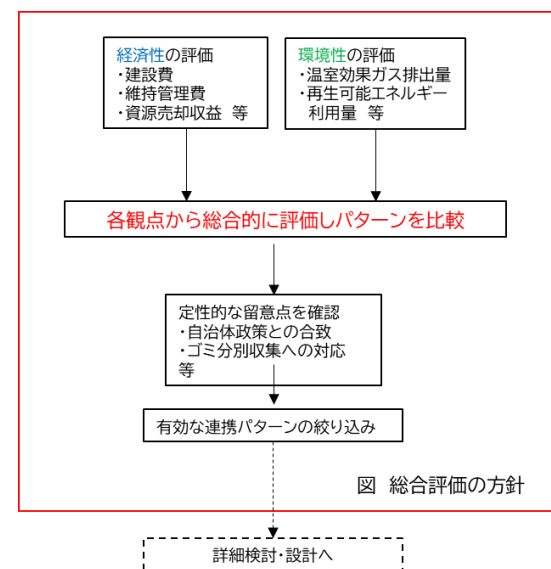 経済性の評価
・建設費
・維持管理費
・資源売却収益 等
環境性の評価
・温室効果ガス排出量
・再生可能エネルギー
利用量 等
各観点から総合的に評価しパターンを比較
定性的な留意点を確認
・自治体政策との合致
・ゴミ分別収集への対応
等
有効な連携パターンの絞り込み
図 総合評価の方針
詳細検討・設計へ